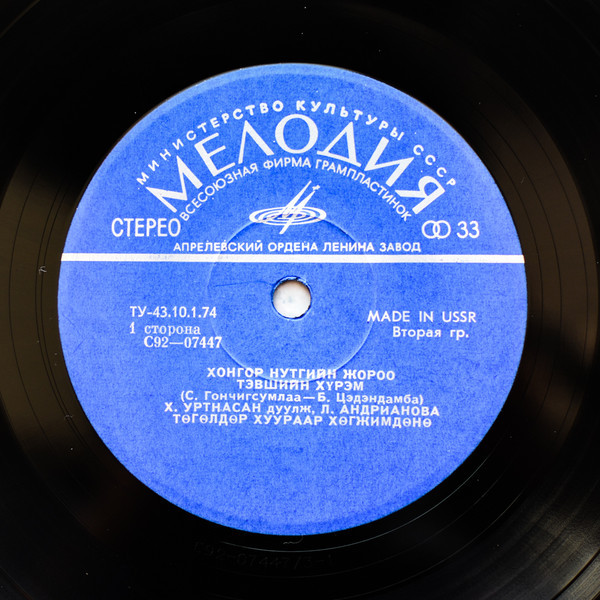 МИНИСТЕРСТВО КУЛЬТУРЫ СССР
МЕЛОДИЯ
ВСЕСОЮЗНАЯ ФИРМА ГРАМПЛАСТИНОК
СТЕРЕО
33
АПРЕЛЕВСКИЙ ОРДЕНА ЛЕНИНА ЗАВОД
ТУ-43.10.1.74
MADE IN USSR
1 сторона
Вторая гр.
С92—07447
ХОНГОР НУТГИЙН ЖОРОО
ТЭВШИЙН ХҮРЭМ
(С. Гончигсумлаа—Б. Цэдэндамба)
Х. УРТНАСАН дуулж, Л. АНДРИАНОВА
ТӨГӨЛДӨР ХУУРААР ХӨГЖИМДӨНӨ